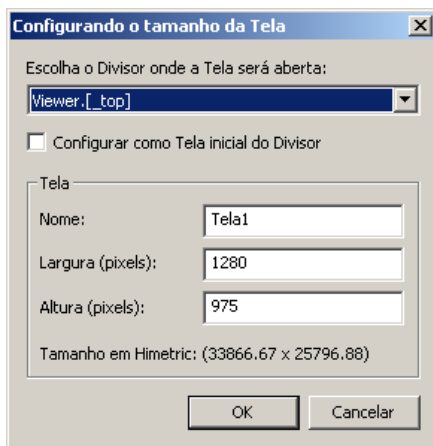 Configurando o tamanho da Tela
Escolha o Divisor onde a Tela será aberta:
Viewer.[_top]
Configurar como Tela inicial do Divisor
Tela
Nome: Tela1
Largura (pixels): 1280
Altura (pixels): 975
Tamanho em Himetric: (33866.67 x 25796.88)
OK Cancelar